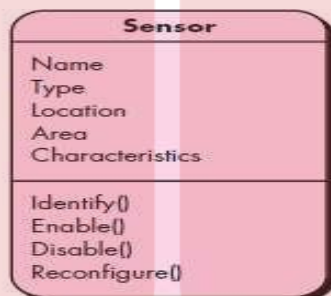 Sensor
Name
Type
Location
Area
Characteristics
Identify()
Enable()
Disable()
Reconfigure()